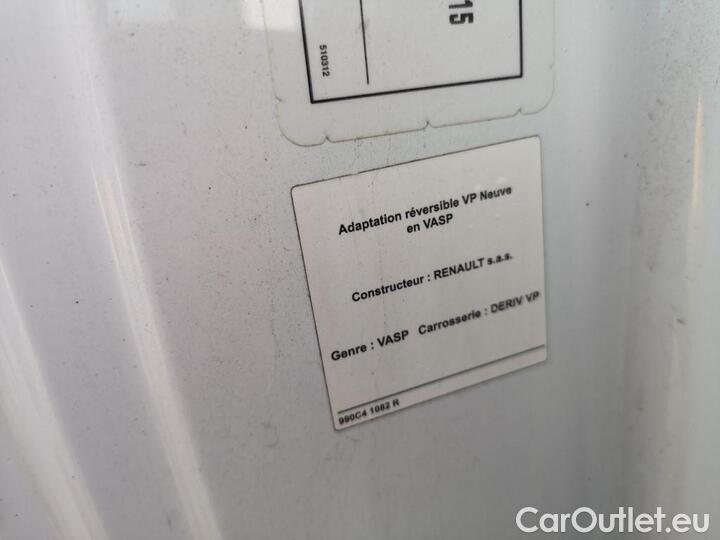 15
510312
Adaptation réversible VP Neuve
en VASP
Constructeur : RENAULT s.a.s.
Genre : VASP Carrosserie : DERIV VP
990C4 1082 R
CarOutlet.eu